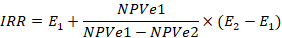 IRR = E₁ + NPVe1 / (NPVe1 − NPVe2) × (E₂ − E₁)